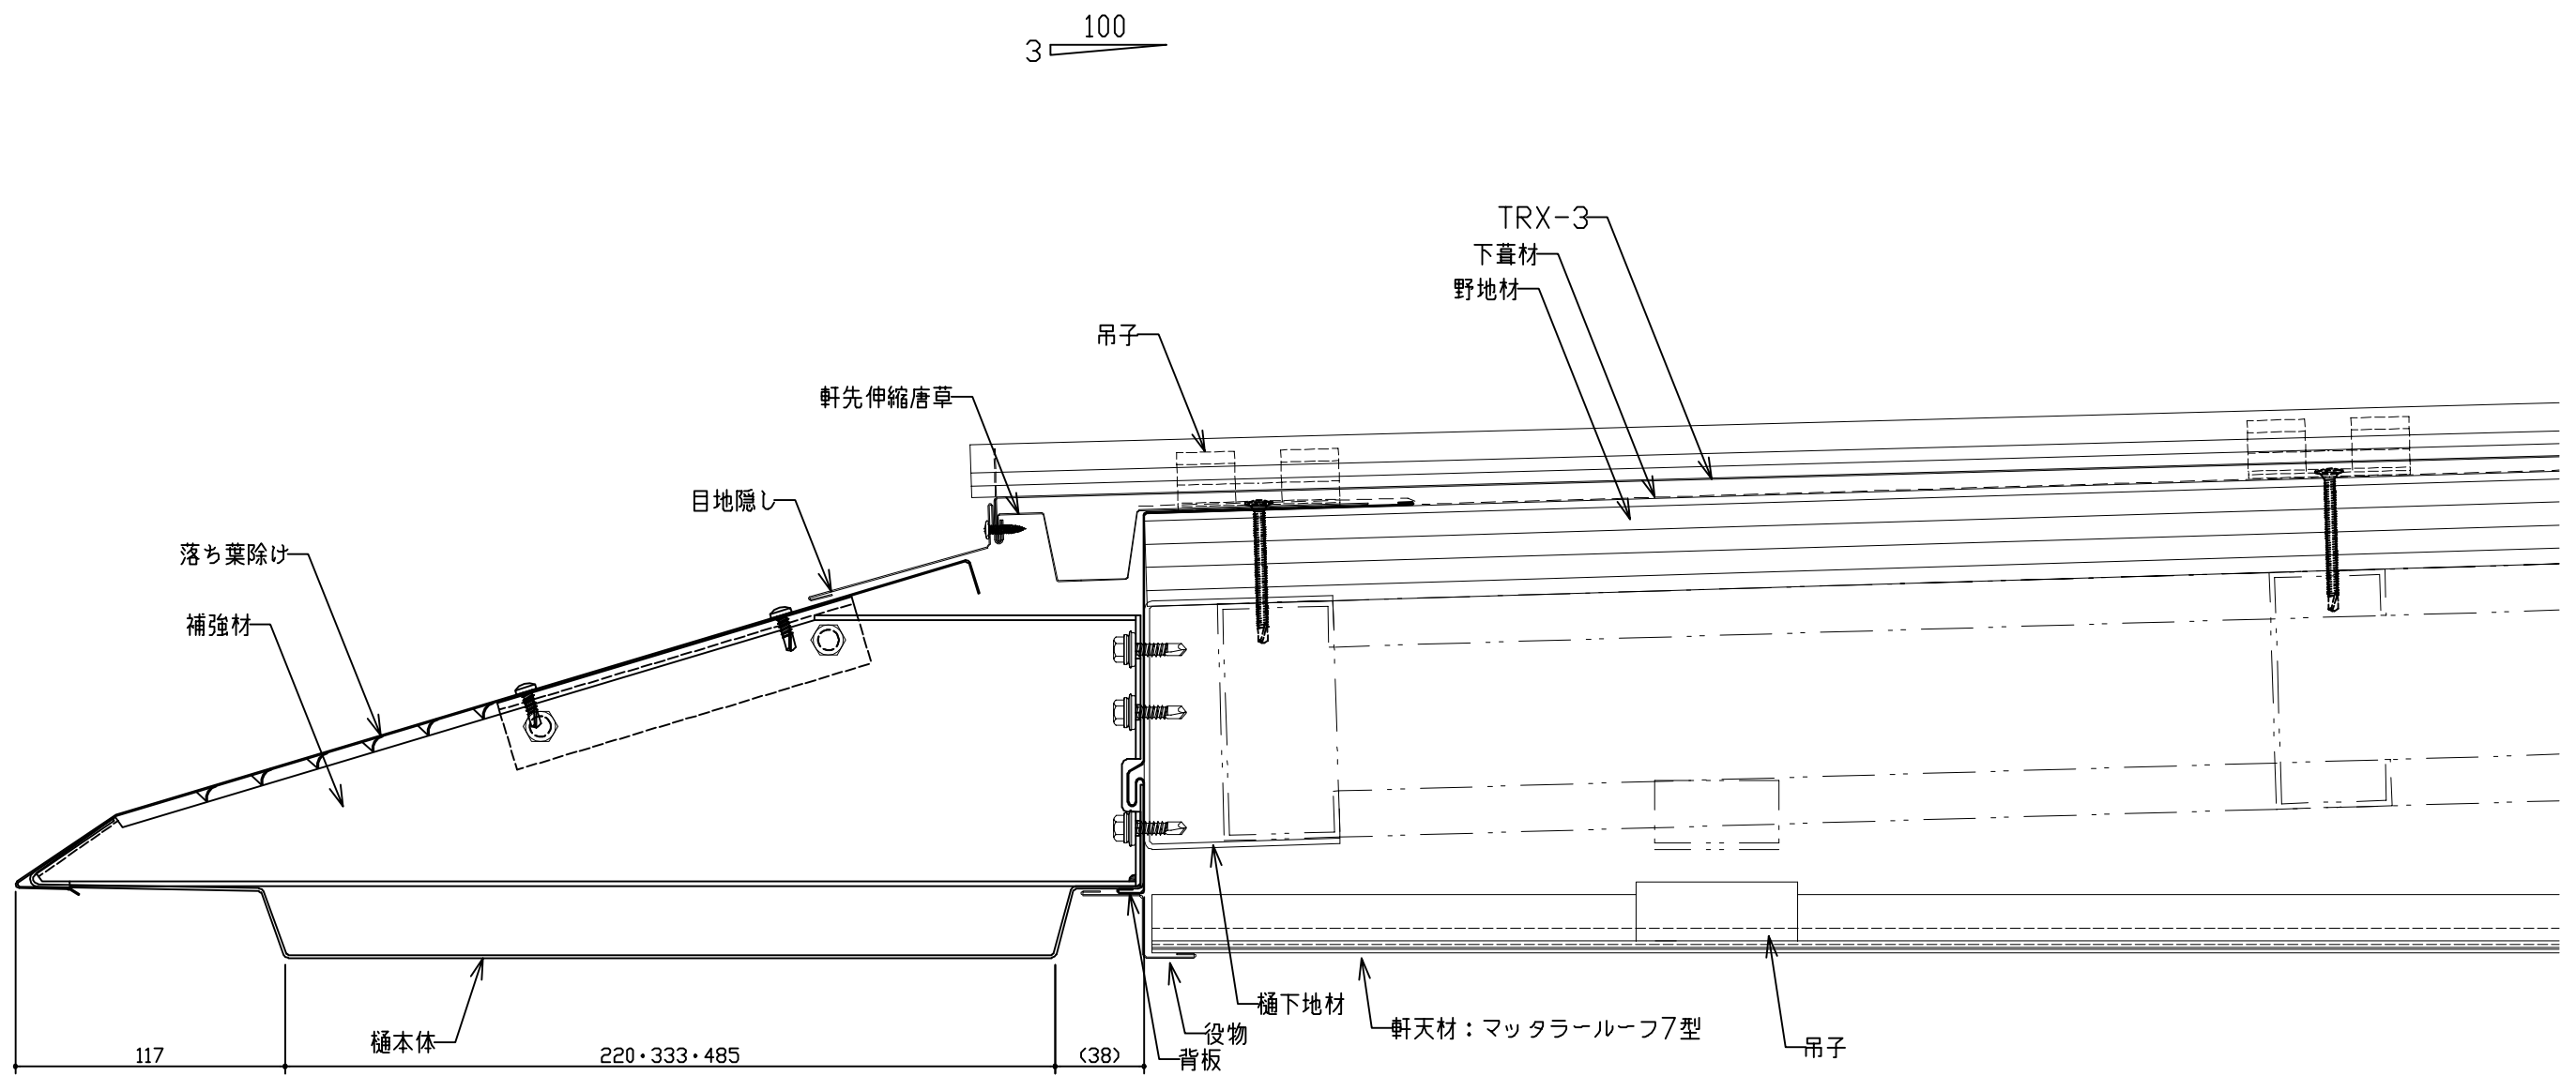 100
3
TRX-3
下葺材
野地材
吊子
軒先伸縮唐草
目地隠し
落ち葉除け
補強材
樋下地材
役物
背板
軒天材：マッタラールーフ7型
吊子
樋本体
117
220・333・485
(38)